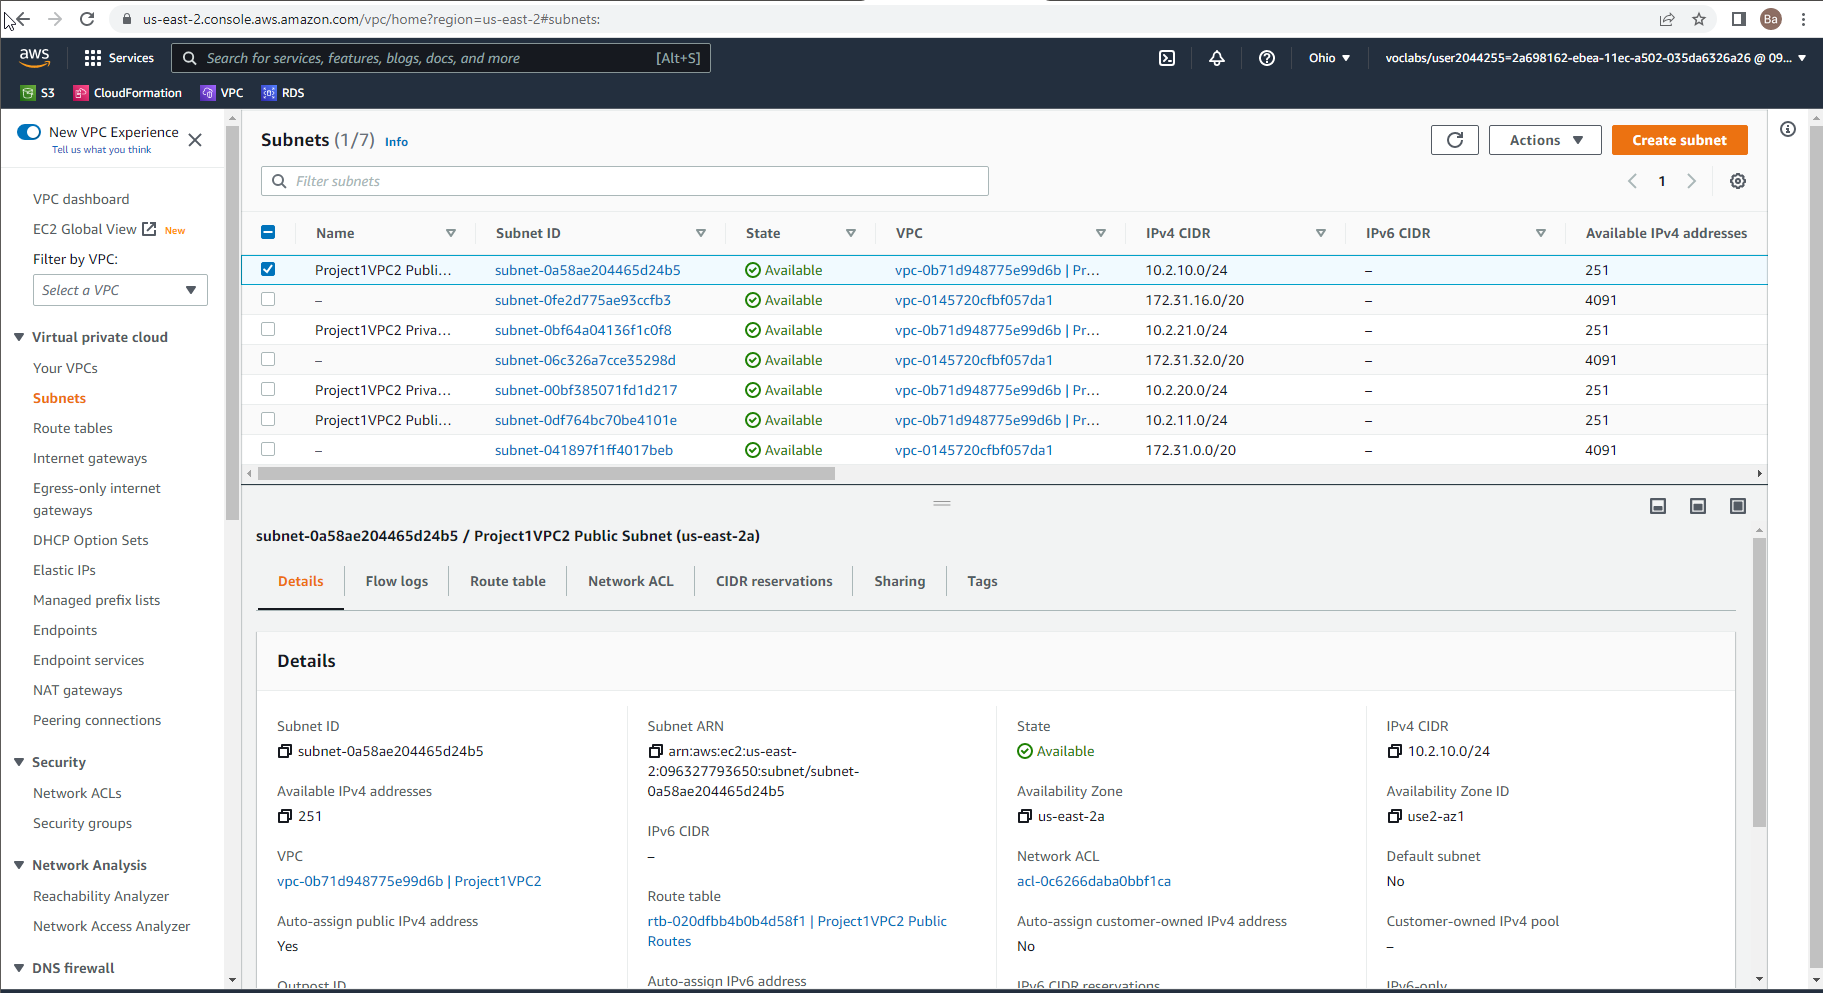 us-east-2.console.aws.amazon.com/vpc/home?region=us-east-2#subnets:
Ba
aws
Services
Search for services, features, blogs, docs, and more
[Alt+S]
Ohio ▼
voclabs/user2044255=2a698162-ebea-11ec-a502-035da6326a26 @ 09... ▼
S3
CloudFormation
VPC
RDS
New VPC Experience
Tell us what you think
VPC dashboard
EC2 Global View New
Filter by VPC:
Select a VPC
Virtual private cloud
Your VPCs
Subnets
Route tables
Internet gateways
Egress-only internet
gateways
DHCP Option Sets
Elastic IPs
Managed prefix lists
Endpoints
Endpoint services
NAT gateways
Peering connections
Security
Network ACLs
Security groups
Network Analysis
Reachability Analyzer
Network Access Analyzer
DNS firewall
Subnets (1/7) Info
Actions
Create subnet
Filter subnets
1
Name Subnet ID State VPC IPv4 CIDR IPv6 CIDR Available IPv4 addresses
Project1VPC2 Publi... subnet-0a58ae204465d24b5 Available vpc-0b71d948775e99d6b | Pr... 10.2.10.0/24 – 251
– subnet-0fe2d775ae93ccfb3 Available vpc-0145720cfbf057da1 172.31.16.0/20 – 4091
Project1VPC2 Priva... subnet-0bf64a04136f1c0f8 Available vpc-0b71d948775e99d6b | Pr... 10.2.21.0/24 – 251
– subnet-06c326a7cce35298d Available vpc-0145720cfbf057da1 172.31.32.0/20 – 4091
Project1VPC2 Priva... subnet-00bf385071fd1d217 Available vpc-0b71d948775e99d6b | Pr... 10.2.20.0/24 – 251
Project1VPC2 Publi... subnet-0df764bc70be4101e Available vpc-0b71d948775e99d6b | Pr... 10.2.11.0/24 – 251
– subnet-041897f1ff4017beb Available vpc-0145720cfbf057da1 172.31.0.0/20 – 4091
subnet-0a58ae204465d24b5 / Project1VPC2 Public Subnet (us-east-2a)
Details
Flow logs
Route table
Network ACL
CIDR reservations
Sharing
Tags
Details
Subnet ID
subnet-0a58ae204465d24b5
Available IPv4 addresses
251
VPC
vpc-0b71d948775e99d6b | Project1VPC2
Auto-assign public IPv4 address
Yes
Outpost ID
Subnet ARN
arn:aws:ec2:us-east-
2:096327793650:subnet/subnet-
0a58ae204465d24b5
IPv6 CIDR
–
Route table
rtb-020dfbb4b0b4d58f1 | Project1VPC2 Public
Routes
Auto-assign IPv6 address
State
Available
Availability Zone
us-east-2a
Network ACL
acl-0c6266daba0bbf1ca
Auto-assign customer-owned IPv4 address
No
IPv6 CIDR reservations
IPv4 CIDR
10.2.10.0/24
Availability Zone ID
use2-az1
Default subnet
No
Customer-owned IPv4 pool
–
IPv6-only